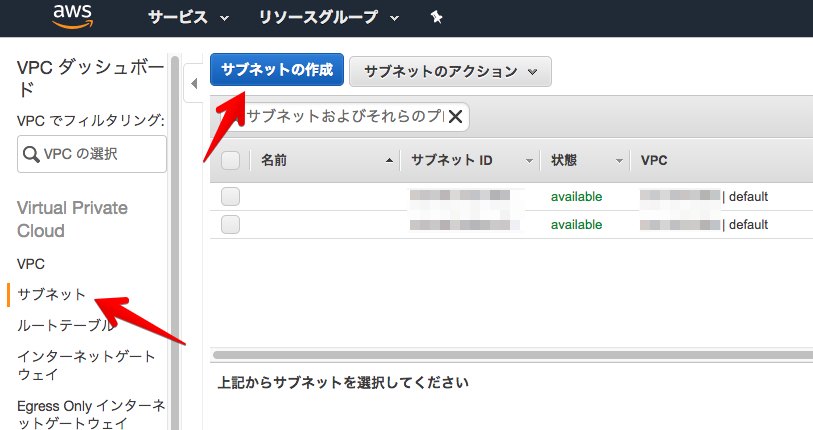 aws サービス リソースグループ
VPC ダッシュボー
ド
VPC でフィルタリング:
VPC の選択
Virtual Private
Cloud
VPC
サブネット
ルートテーブル
インターネットゲート
ウェイ
Egress Only インターネ
ットゲートウェイ
サブネットの作成 サブネットのアクション
サブネットおよびそれらのプ
名前 サブネット ID 状態 VPC
available | default
available | default
上記からサブネットを選択してください